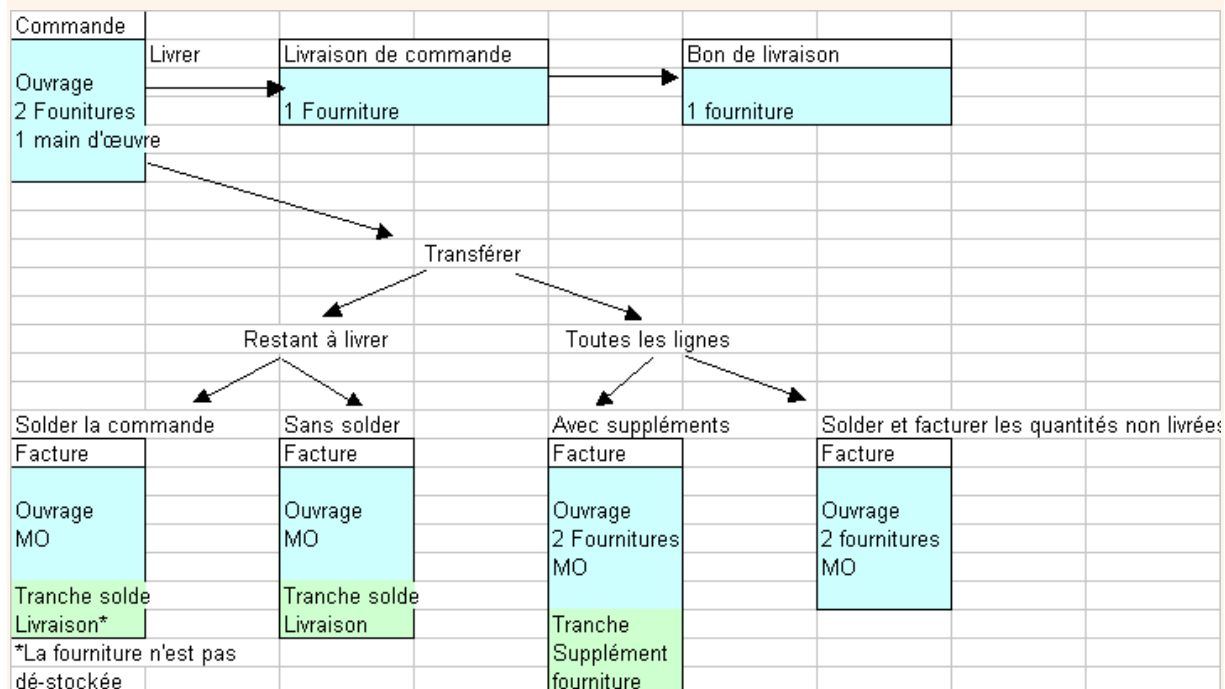 Commande
Livrer
Livraison de commande
Bon de livraison
Ouvrage
2 Founitures
1 main d'œuvre
1 Fourniture
1 fourniture
Transférer
Restant à livrer
Toutes les lignes
Solder la commande
Sans solder
Avec suppléments
Solder et facturer les quantités non livrées
Facture
Facture
Facture
Facture
Ouvrage
MO
Tranche solde
Livraison*
*La fourniture n'est pas
dé-stockée
Ouvrage
MO
Tranche solde
Livraison
Ouvrage
2 Fournitures
MO
Tranche
Supplément
fourniture
Ouvrage
2 fournitures
MO